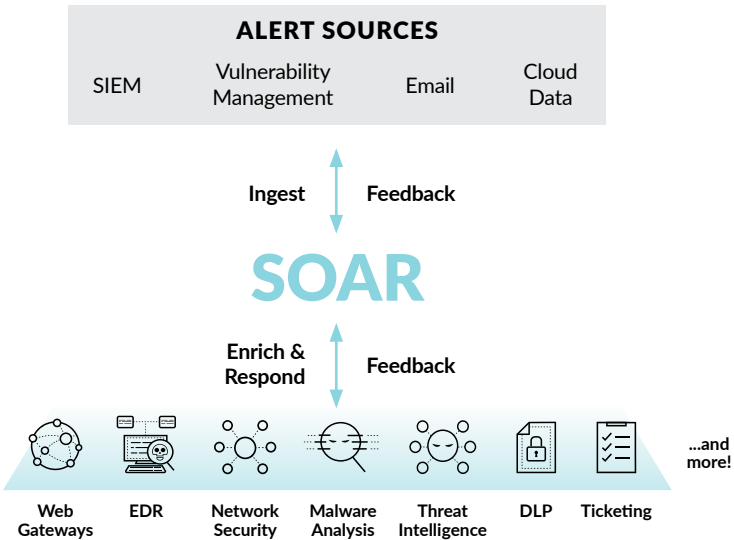 ALERT SOURCES
SIEM
Vulnerability
Management
Email
Cloud
Data
Ingest
Feedback
SOAR
Enrich &
Respond
Feedback
...and
more!
Web
Gateways
EDR
Network
Security
Malware
Analysis
Threat
Intelligence
DLP
Ticketing